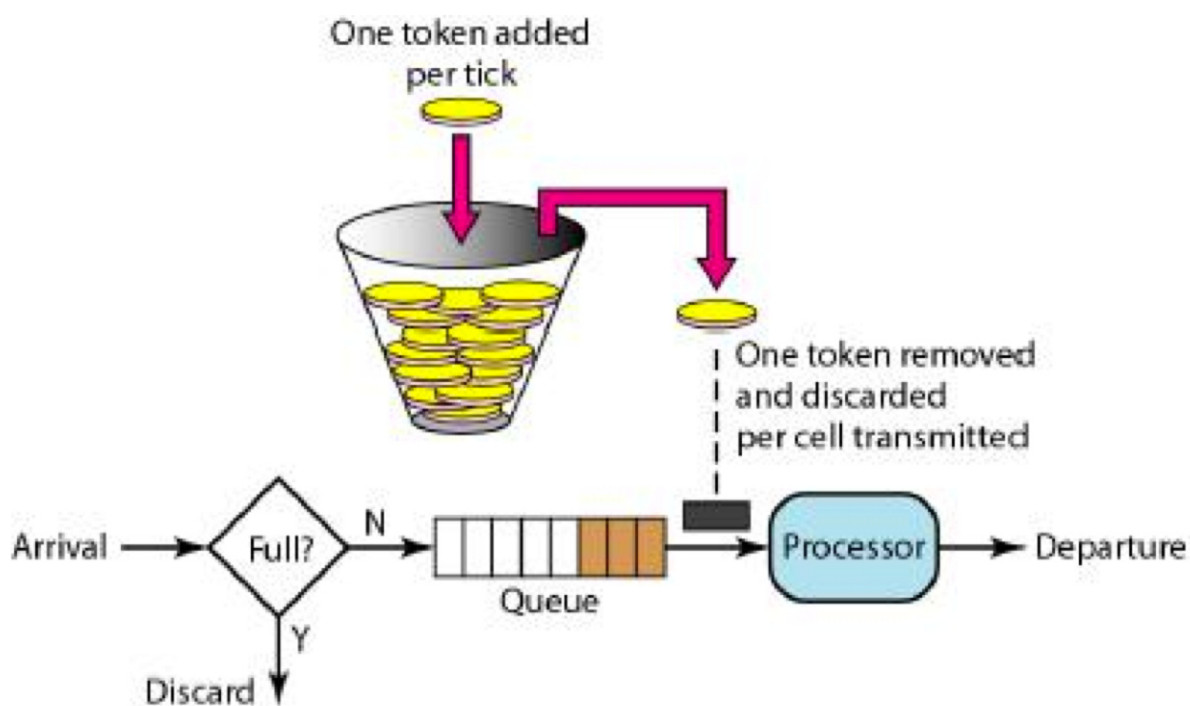 One token added
per tick
One token removed
and discarded
per cell transmitted
Arrival
Full?
N
Queue
Processor
Departure
Y
Discard